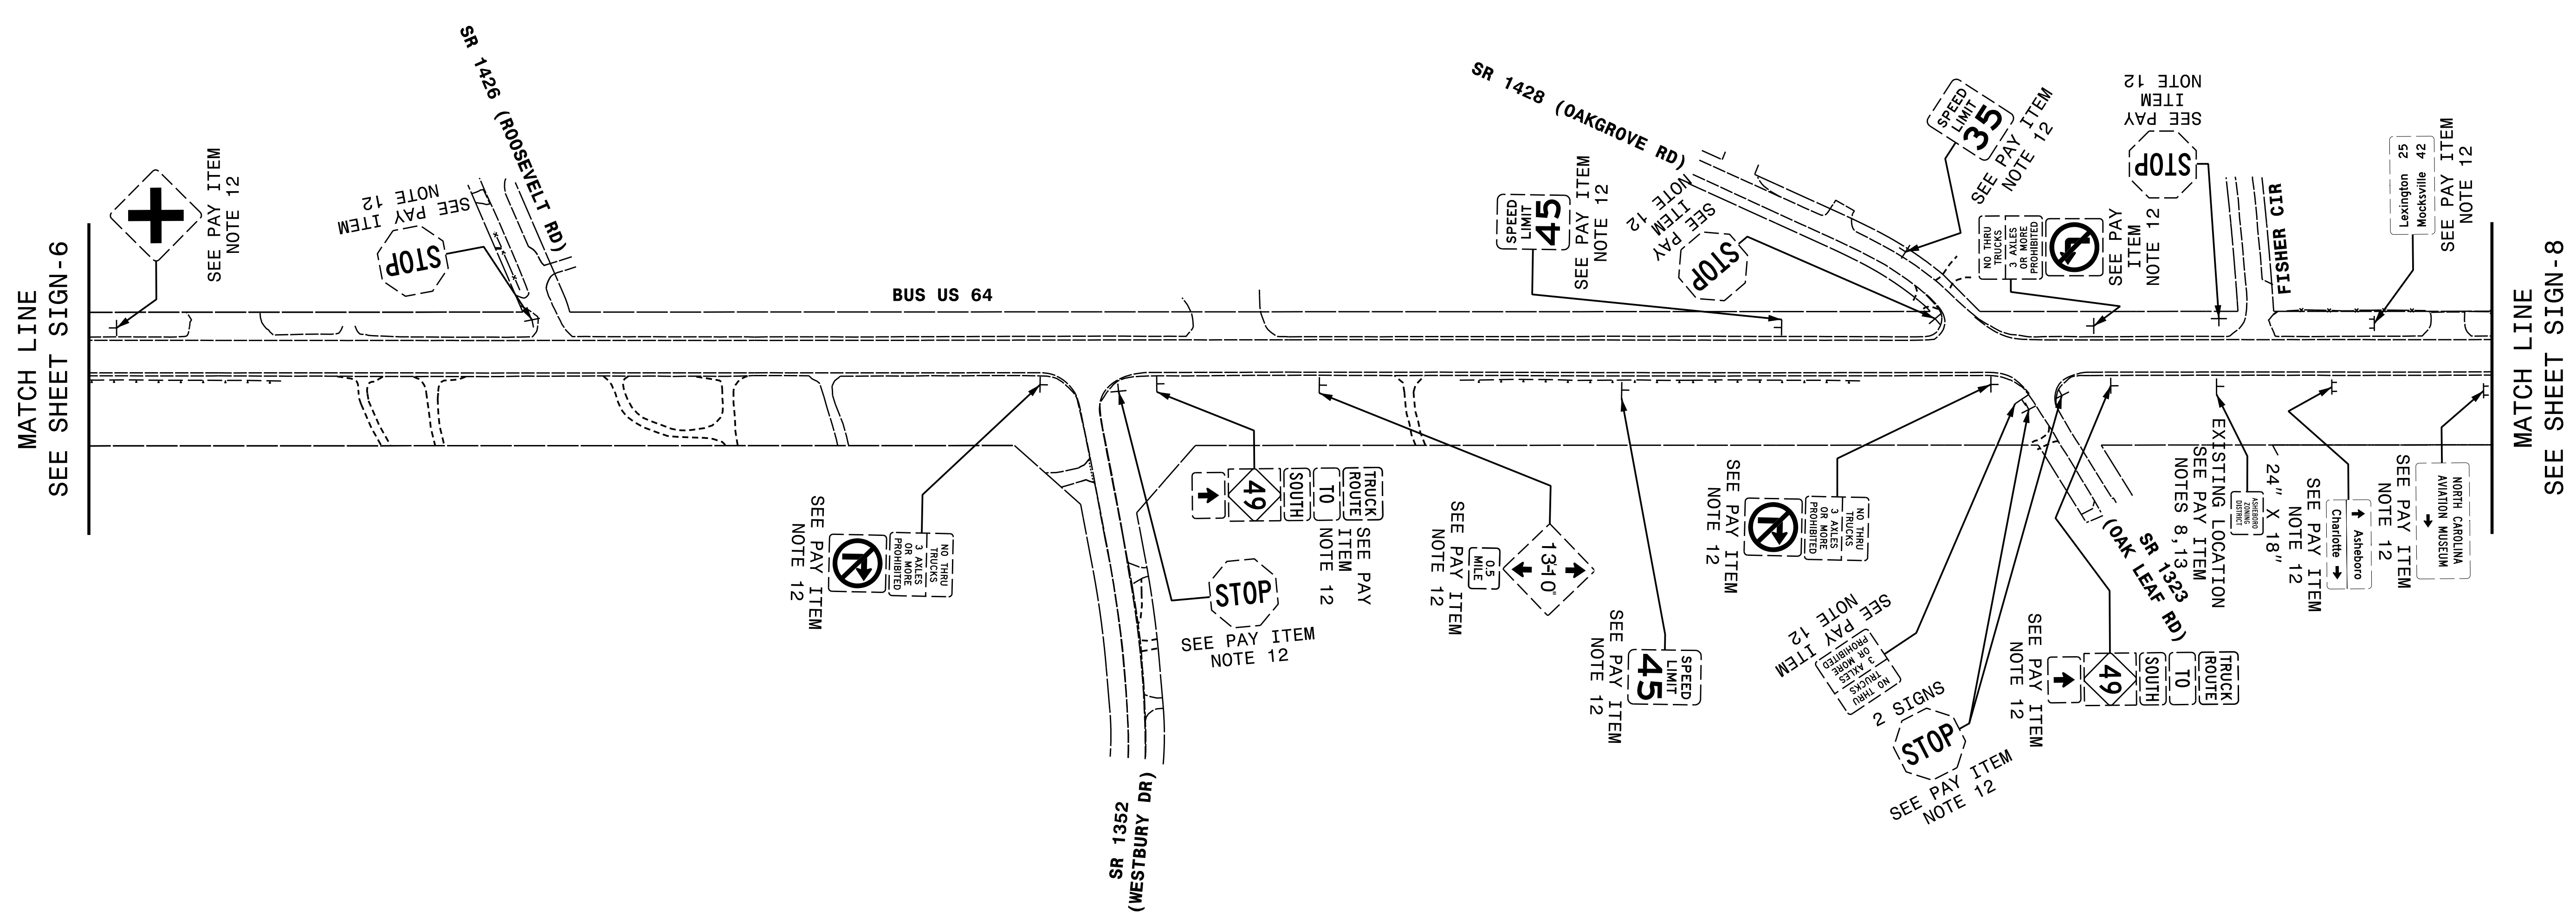 MATCH LINE
SEE SHEET SIGN-6
SEE PAY ITEM
NOTE 12
SR 1426 (ROOSEVELT RD)
SEE PAY ITEM
NOTE 12
STOP
BUS US 64
SR 1428 (OAKGROVE RD)
SPEED
LIMIT
45
SEE PAY ITEM
NOTE 12
SEE PAY
ITEM
NOTE 12
STOP
SPEED
LIMIT
35
SEE PAY ITEM
NOTE 12
NO THRU
TRUCKS
3 AXLES
OR MORE
PROHIBITED
SEE PAY
ITEM
NOTE 12
SEE PAY
ITEM
NOTE 12
STOP
FISHER CIR
Lexington 25
Mocksville 42
SEE PAY ITEM
NOTE 12
MATCH LINE
SEE SHEET SIGN-8
NO THRU
TRUCKS
3 AXLES
OR MORE
PROHIBITED
SEE PAY ITEM
NOTE 12
SR 1352
(WESTBURY DR)
TRUCK
ROUTE
TO
SOUTH
49
SEE PAY
ITEM
NOTE 12
STOP
SEE PAY ITEM
NOTE 12
13-10"
0.5
MILE
SEE PAY ITEM
NOTE 12
SPEED
LIMIT
45
SEE PAY ITEM
NOTE 12
NO THRU
TRUCKS
3 AXLES
OR MORE
PROHIBITED
SEE PAY ITEM
NOTE 12
NO THRU
TRUCKS
3 AXLES
OR MORE
PROHIBITED
SEE PAY
ITEM
NOTE 12
2 SIGNS
STOP
SEE PAY ITEM
NOTE 12
TRUCK
ROUTE
TO
SOUTH
49
SEE PAY ITEM
NOTE 12
SR 1323
(OAK LEAF RD)
EXISTING LOCATION
SEE PAY ITEM
NOTES 8,13
ASHEBORO
ZONING
DISTRICT
24" X 18"
Asheboro
Charlotte
SEE PAY ITEM
NOTE 12
NORTH CAROLINA
AVIATION MUSEUM
SEE PAY ITEM
NOTE 12